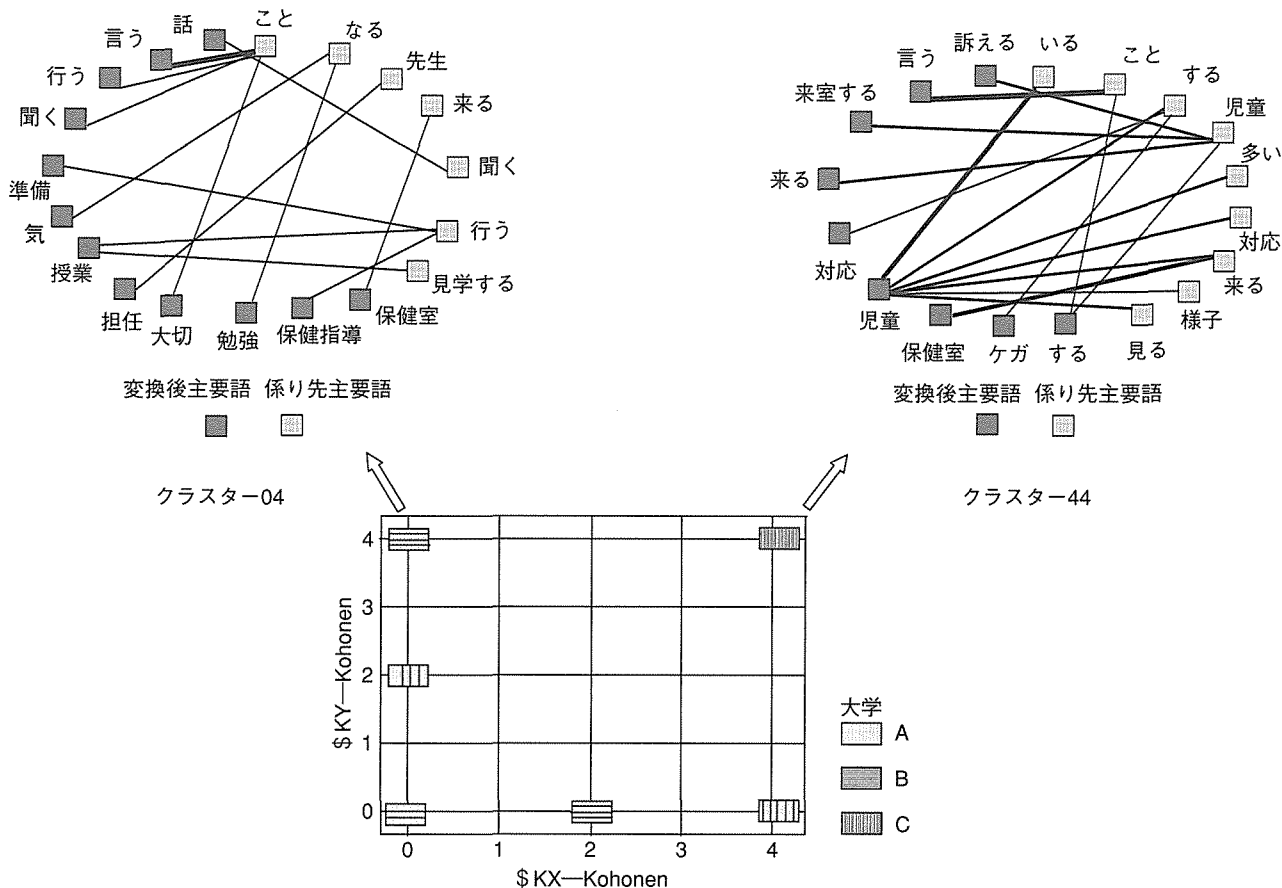 話
こと
なる
先生
来る
聞く
行う
見学する
保健室
保健指導
勉強
大切
担任
授業
気
準備
聞く
行う
言う
変換後主要語 係り先主要語
クラスター04
言う
訴える
いる
こと
する
児童
多い
対応
来る
様子
見る
する
ケガ
保健室
児童
対応
来る
来室する
変換後主要語 係り先主要語
クラスター44
4
3
2
1
0
$KY—Kohonen
0 1 2 3 4
$KX—Kohonen
大学
A
B
C